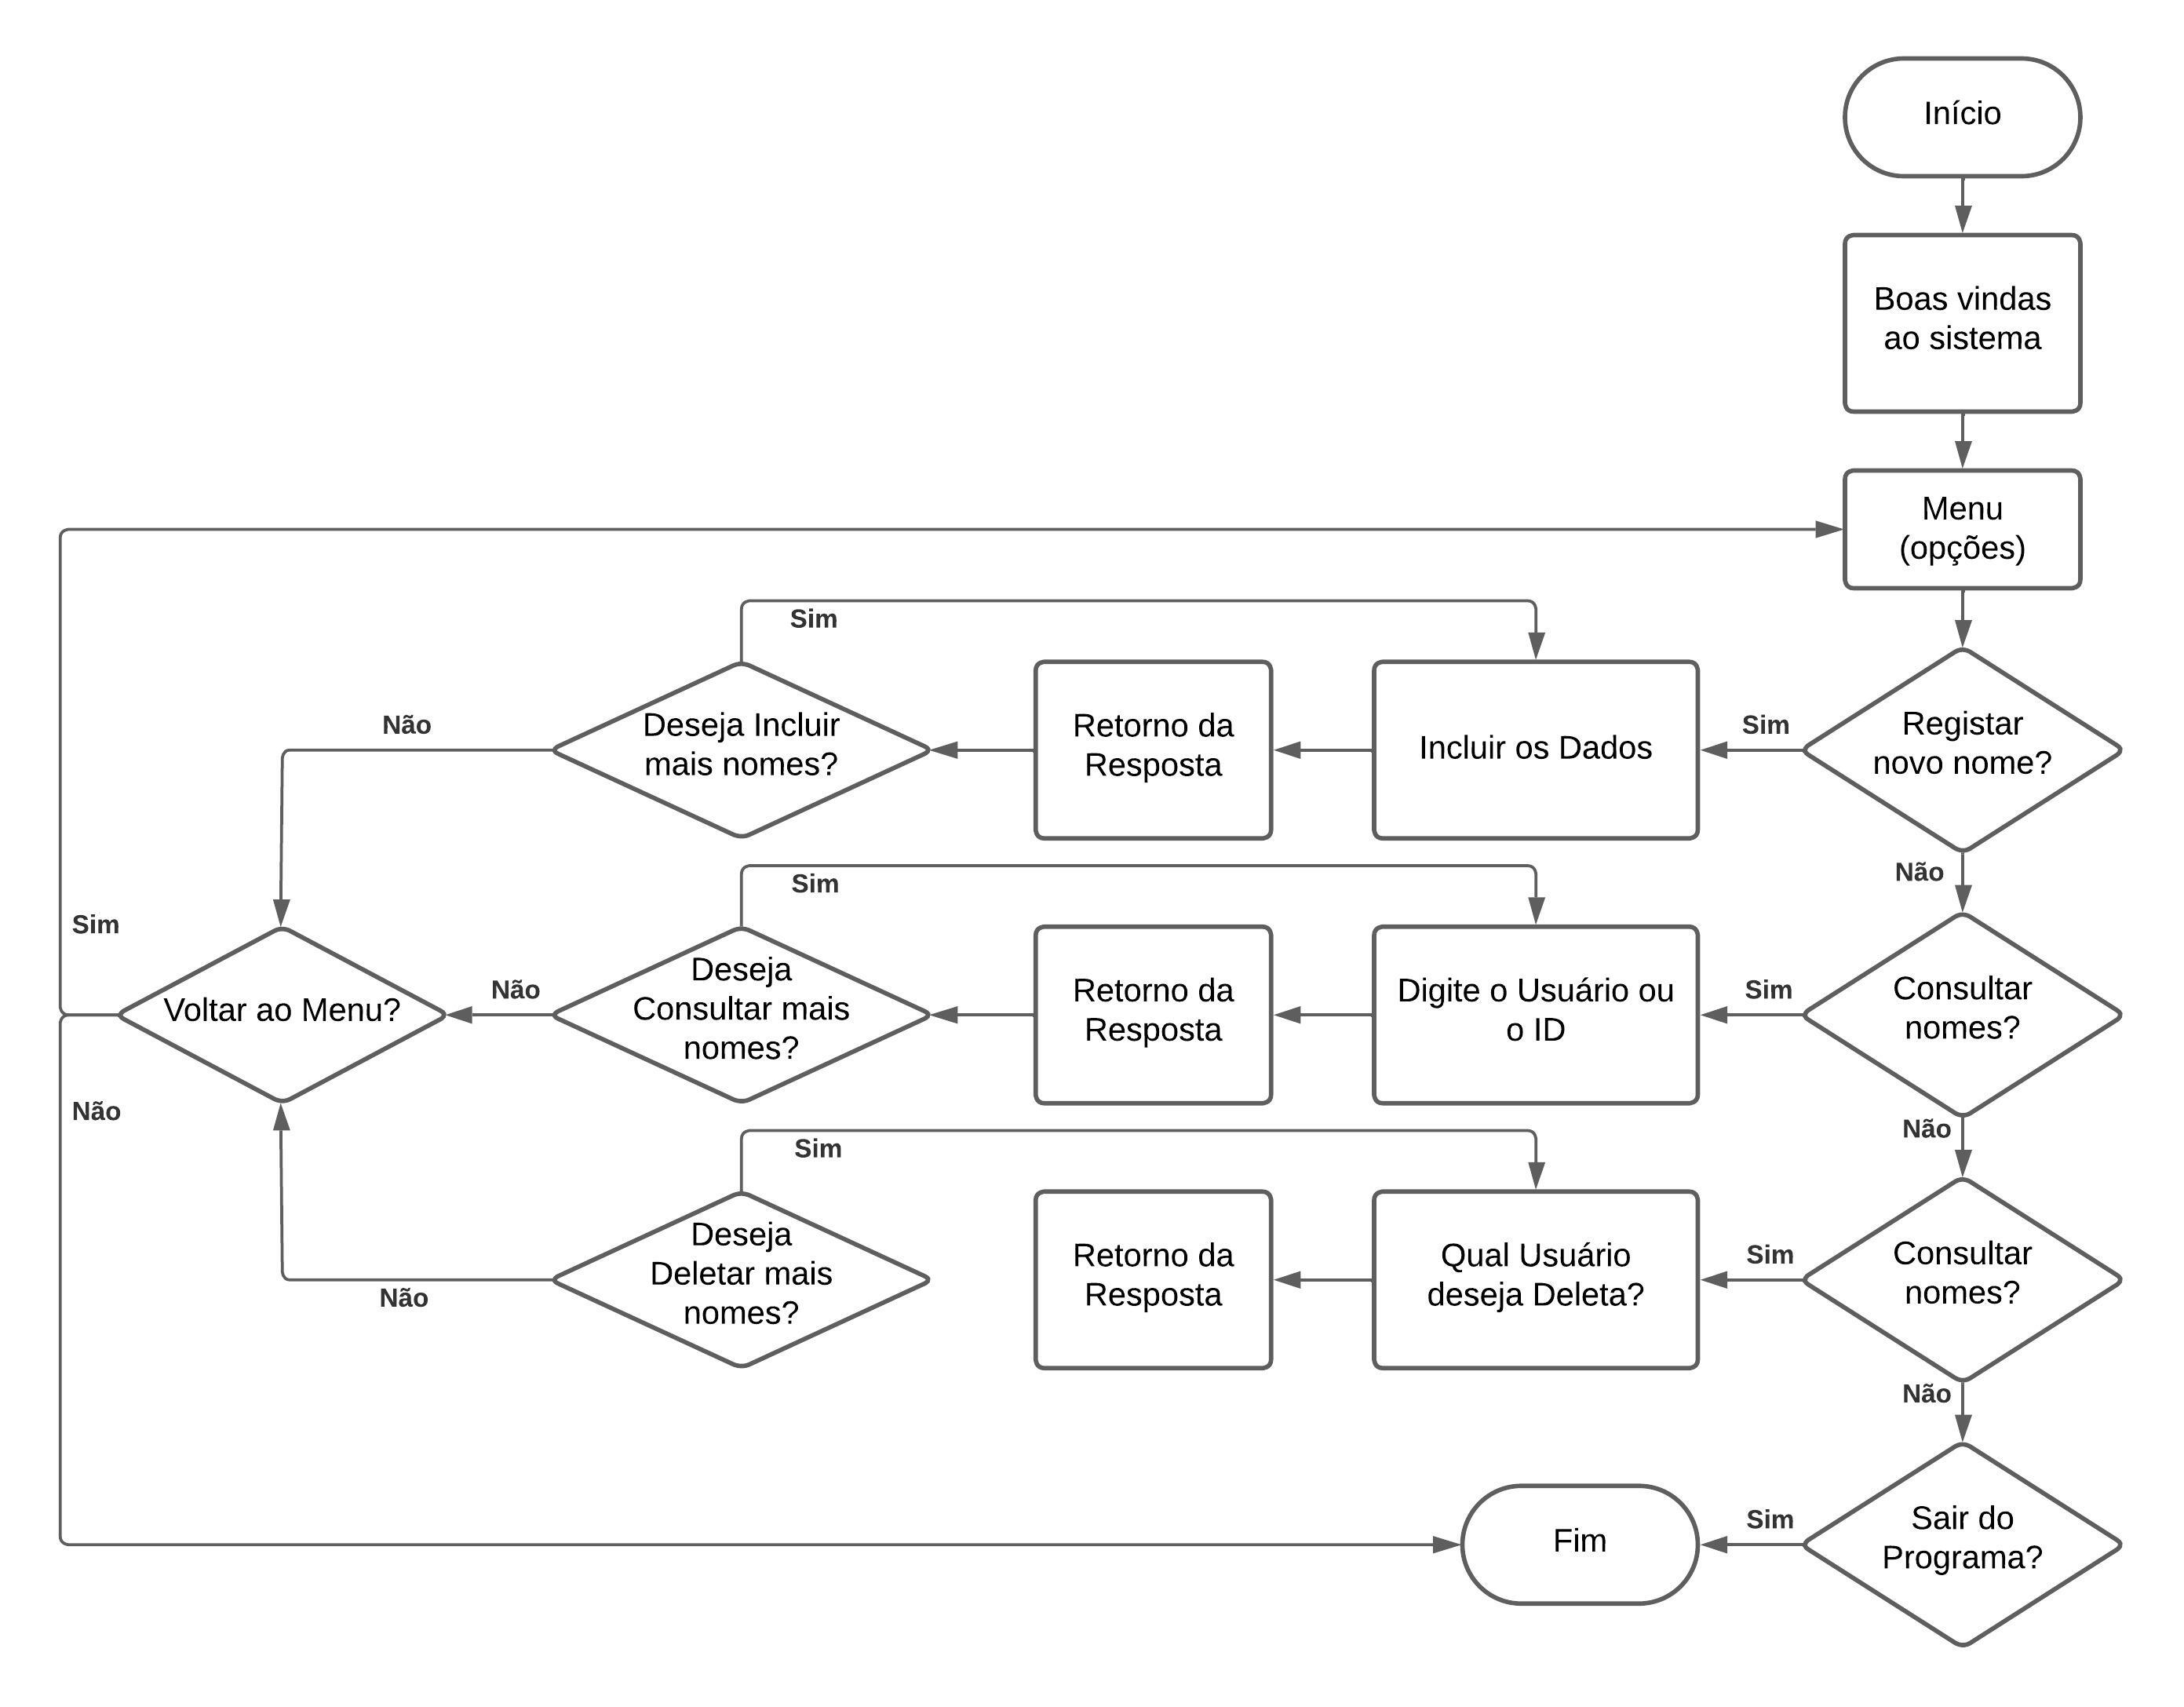 Início
Boas vindas
ao sistema
Menu
(opções)
Sim
Deseja Incluir
mais nomes?
Não
Retorno da
Resposta
Incluir os Dados
Sim
Registar
novo nome?
Não
Sim
Sim
Voltar ao Menu?
Não
Deseja
Consultar mais
nomes?
Retorno da
Resposta
Digite o Usuário ou
o ID
Sim
Consultar
nomes?
Não
Não
Sim
Deseja
Deletar mais
nomes?
Não
Retorno da
Resposta
Qual Usuário
deseja Deleta?
Sim
Consultar
nomes?
Não
Fim
Sim
Sair do
Programa?